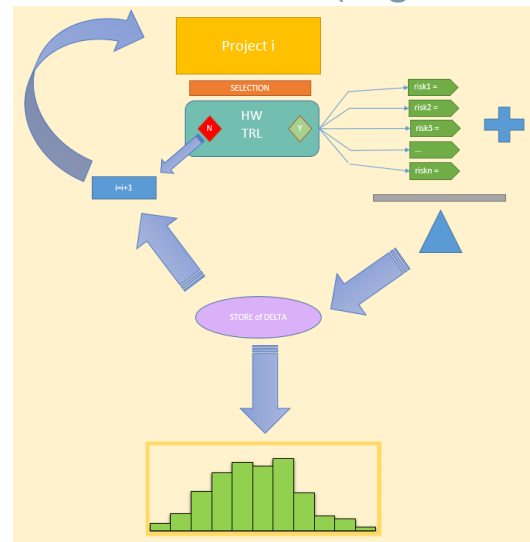 Project i
SELECTION
HW
TRL
N
Y
risk1 =
risk2 =
risk3 =
...
riskn =
i=i+1
STORE of DELTA